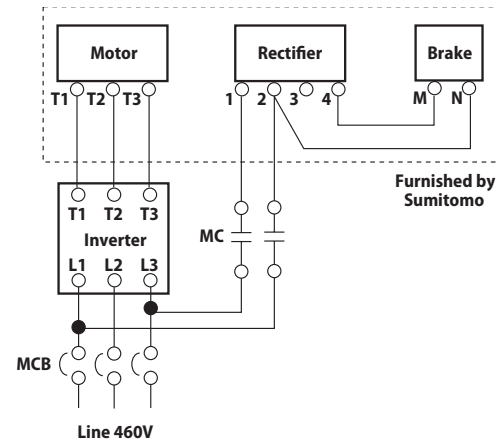 Motor Rectifier Brake
T1 T2 T3 1 2 3 4 M N
Furnished by
Sumitomo
T1 T2 T3
Inverter MC
L1 L2 L3
MCB
Line 460V